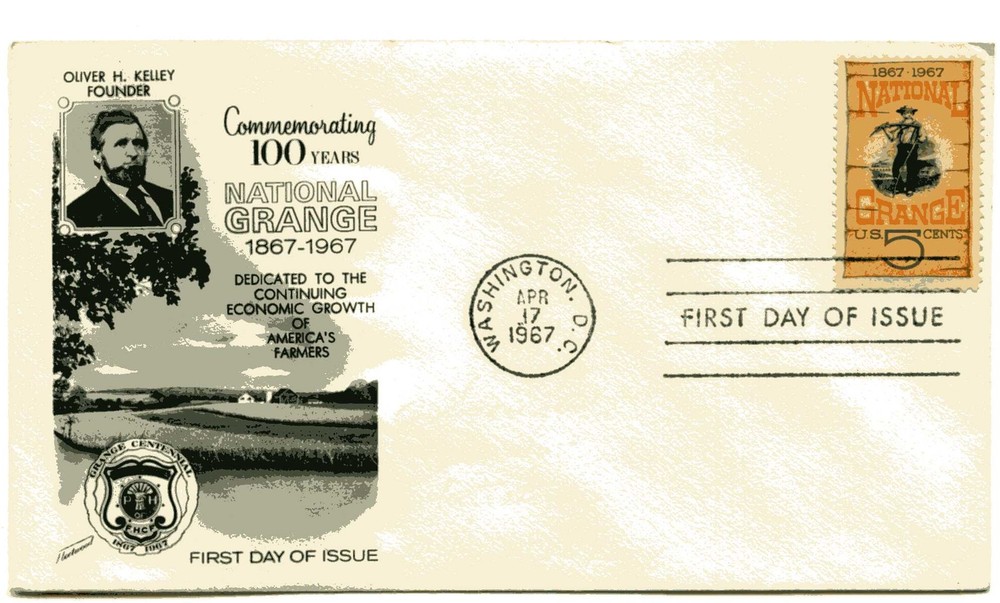 OLIVER H. KELLEY
FOUNDER
Commemorating
100 YEARS
NATIONAL
GRANGE
1867-1967
DEDICATED TO THE
CONTINUING
ECONOMIC GROWTH
OF
AMERICA'S
FARMERS
GRANGE CENTENNIAL
P H
OF
F.H.C.F.
1867 1967
Fleetwood
FIRST DAY OF ISSUE
WASHINGTON, D.C.
APR
17
1967
1867·1967
NATIONAL
GRANGE
U.S. 5 CENTS
FIRST DAY OF ISSUE